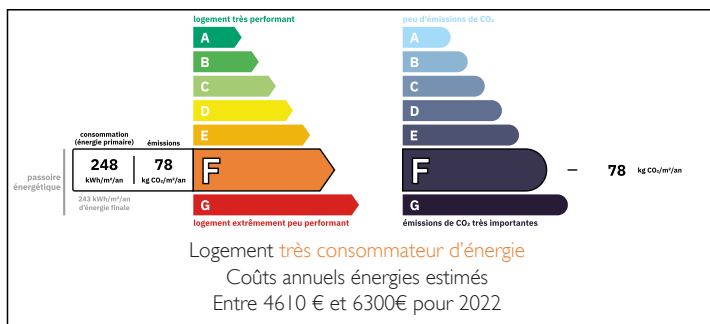 logement très performant
A
B
C
D
E
consommation
(énergie primaire)
émissions
248
kWh/m²/an
78
kg CO₂/m²/an
F
passoire
énergétique
243 kWh/m²/an
d'énergie finale
G
logement extrêmement peu performant
peu d'émissions de CO₂
A
B
C
D
E
F
78 kg CO₂/m²/an
G
émissions de CO₂ très importantes
Logement très consommateur d'énergie
Coûts annuels énergies estimés
Entre 4610 € et 6300€ pour 2022